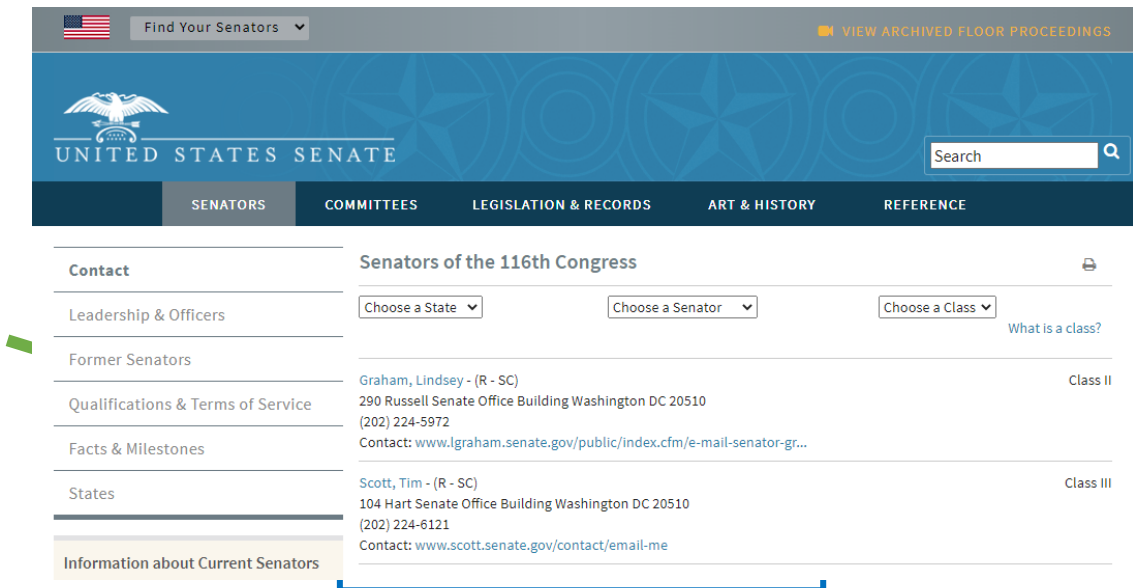 Find Your Senators
VIEW ARCHIVED FLOOR PROCEEDINGS
UNITED STATES SENATE
Search
SENATORS COMMITTEES LEGISLATION & RECORDS ART & HISTORY REFERENCE
Contact
Leadership & Officers
Former Senators
Qualifications & Terms of Service
Facts & Milestones
States
Information about Current Senators
Senators of the 116th Congress
Choose a State Choose a Senator Choose a Class
What is a class?
Graham, Lindsey - (R - SC) Class II
290 Russell Senate Office Building Washington DC 20510
(202) 224-5972
Contact: www.lgraham.senate.gov/public/index.cfm/e-mail-senator-gr...
Scott, Tim - (R - SC) Class III
104 Hart Senate Office Building Washington DC 20510
(202) 224-6121
Contact: www.scott.senate.gov/contact/email-me